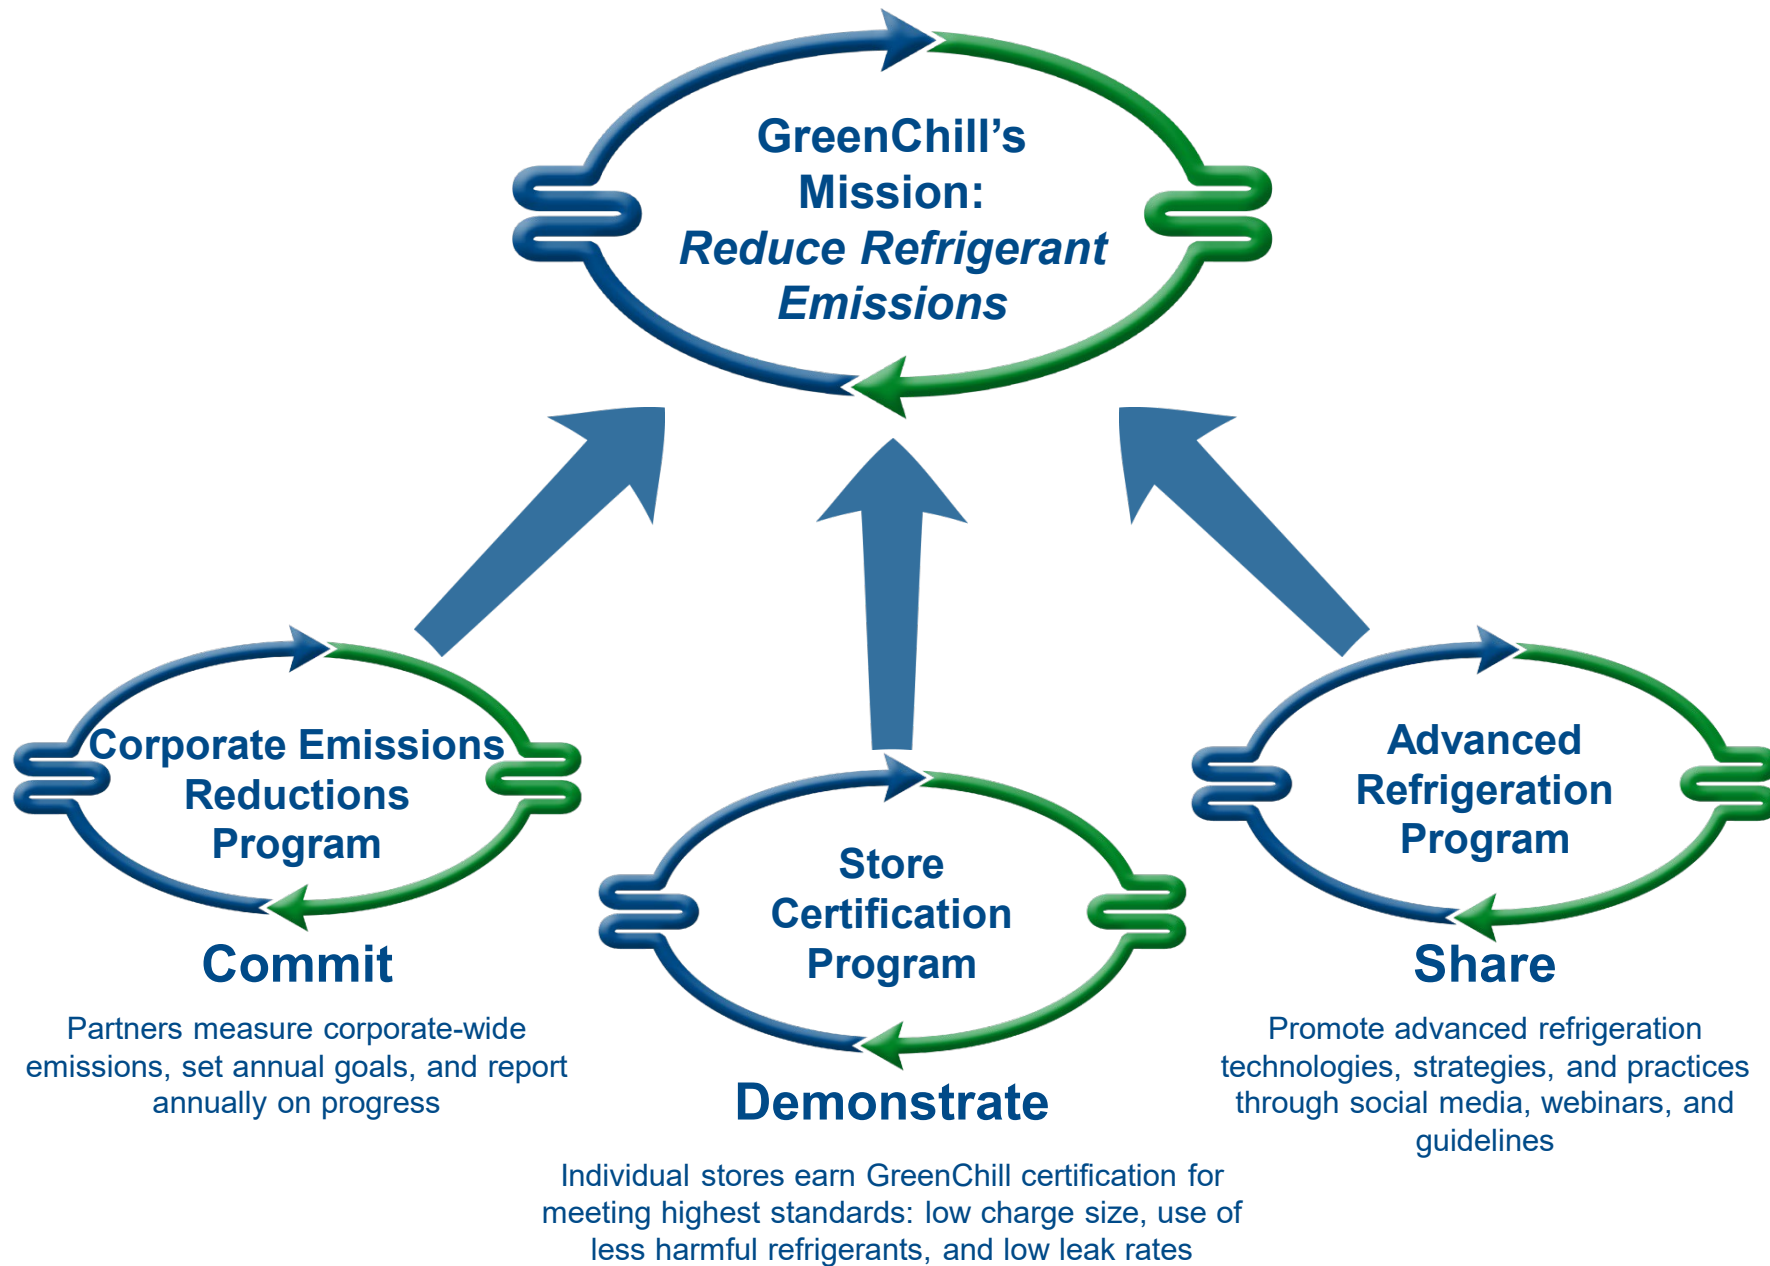 GreenChill’s
Mission:
Reduce Refrigerant
Emissions
Corporate Emissions
Reductions
Program
Commit
Partners measure corporate-wide
emissions, set annual goals, and report
annually on progress
Store
Certification
Program
Demonstrate
Individual stores earn GreenChill certification for
meeting highest standards: low charge size, use of
less harmful refrigerants, and low leak rates
Advanced
Refrigeration
Program
Share
Promote advanced refrigeration
technologies, strategies, and practices
through social media, webinars, and
guidelines